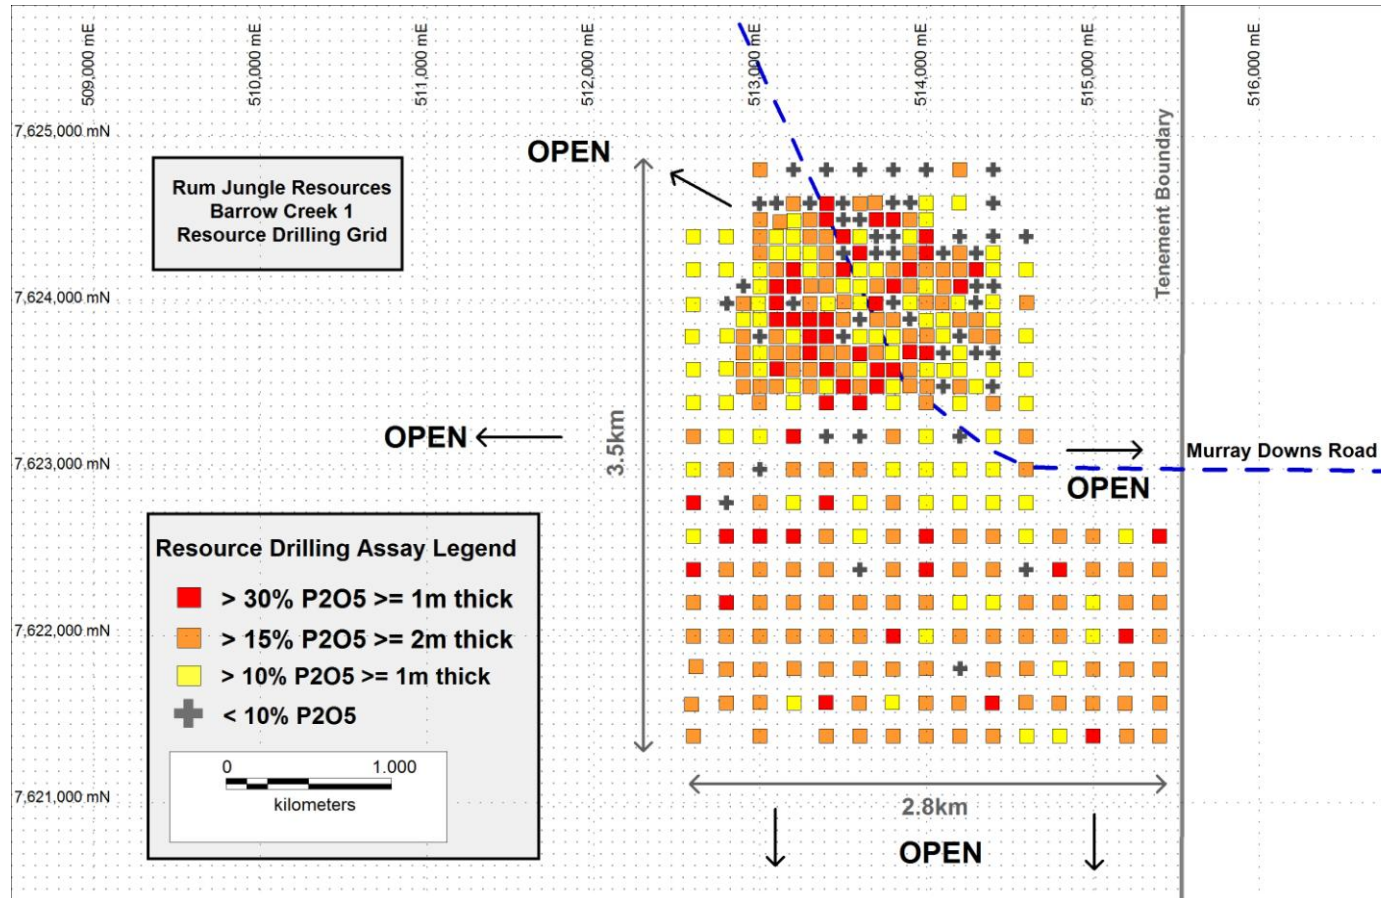 509,000 mE
510,000 mE
511,000 mE
512,000 mE
513,000 mE
514,000 mE
515,000 mE
516,000 mE
7,625,000 mN
7,624,000 mN
7,623,000 mN
7,622,000 mN
7,621,000 mN
Rum Jungle Resources
Barrow Creek 1
Resource Drilling Grid
OPEN
Tenement Boundary
OPEN
3.5km
Murray Downs Road
OPEN
Resource Drilling Assay Legend
> 30% P2O5 >= 1m thick
> 15% P2O5 >= 2m thick
> 10% P2O5 >= 1m thick
< 10% P2O5
0 1.000
kilometers
2.8km
OPEN